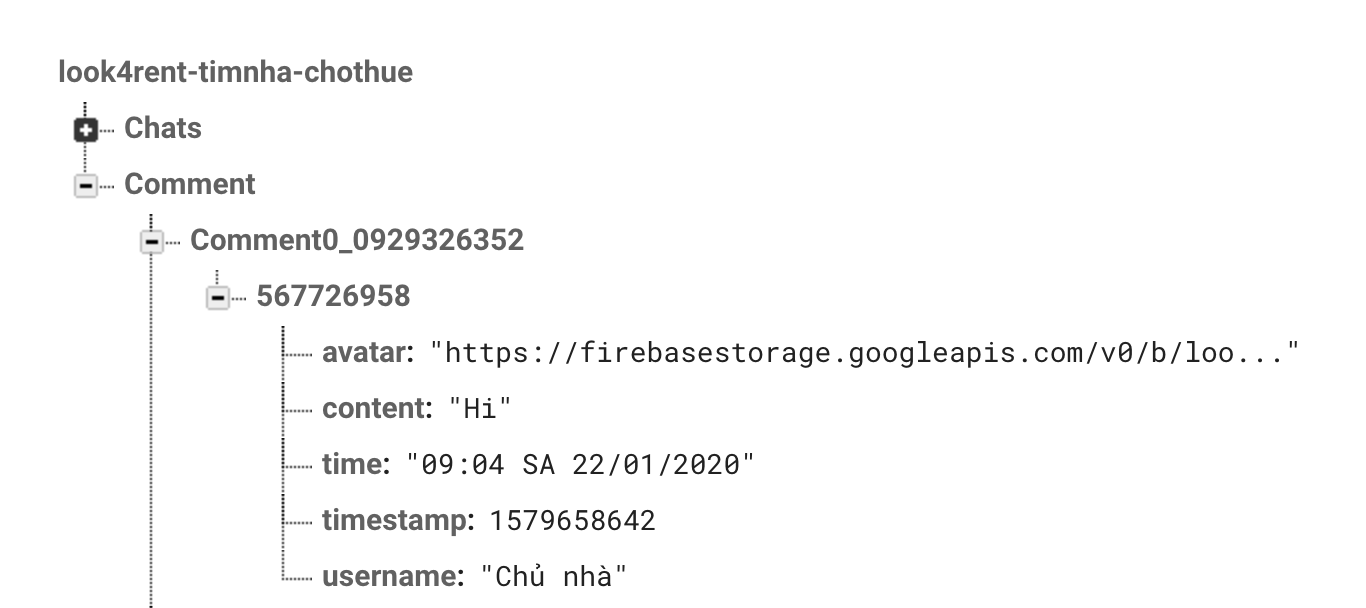 look4rent-timnha-chothue
Chats
Comment
Comment0_0929326352
567726958
avatar: "https://firebasestorage.googleapis.com/v0/b/loo..."
content: "Hi"
time: "09:04 SA 22/01/2020"
timestamp: 1579658642
username: "Chủ nhà"